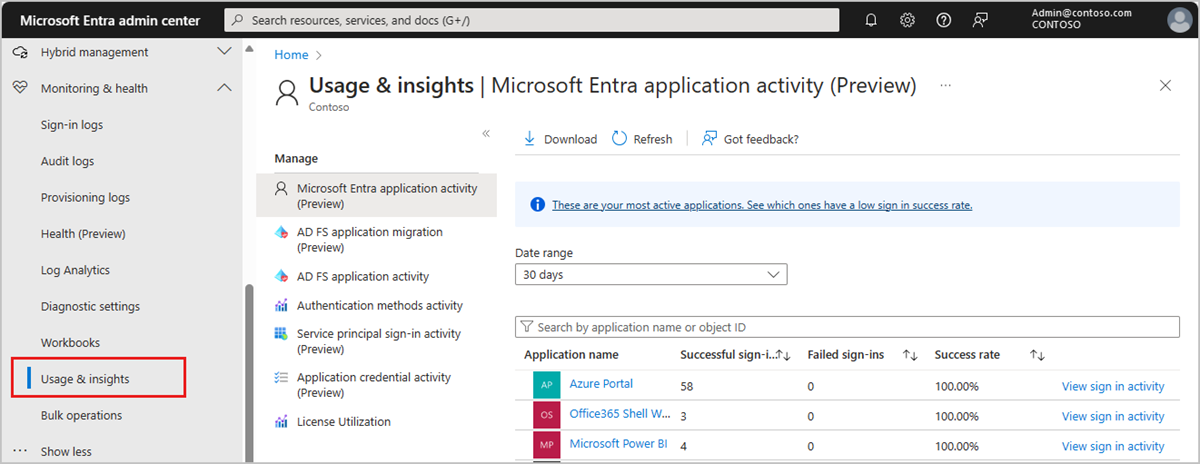 Microsoft Entra admin center
Search resources, services, and docs (G+/)
Admin@contoso.com
CONTOSO
Hybrid management
Monitoring & health
Sign-in logs
Audit logs
Provisioning logs
Health (Preview)
Log Analytics
Diagnostic settings
Workbooks
Usage & insights
Bulk operations
Show less
Home
Usage & insights | Microsoft Entra application activity (Preview)
Contoso
Manage
Microsoft Entra application activity
(Preview)
AD FS application migration
(Preview)
AD FS application activity
Authentication methods activity
Service principal sign-in activity
(Preview)
Application credential activity
(Preview)
License Utilization
Download Refresh Got feedback?
These are your most active applications. See which ones have a low sign in success rate.
Date range
30 days
Search by application name or object ID
Application name Successful sign-i... Failed sign-ins Success rate
AP Azure Portal 58 0 100.00% View sign in activity
OS Office365 Shell W... 3 0 100.00% View sign in activity
MP Microsoft Power BI 4 0 100.00% View sign in activity